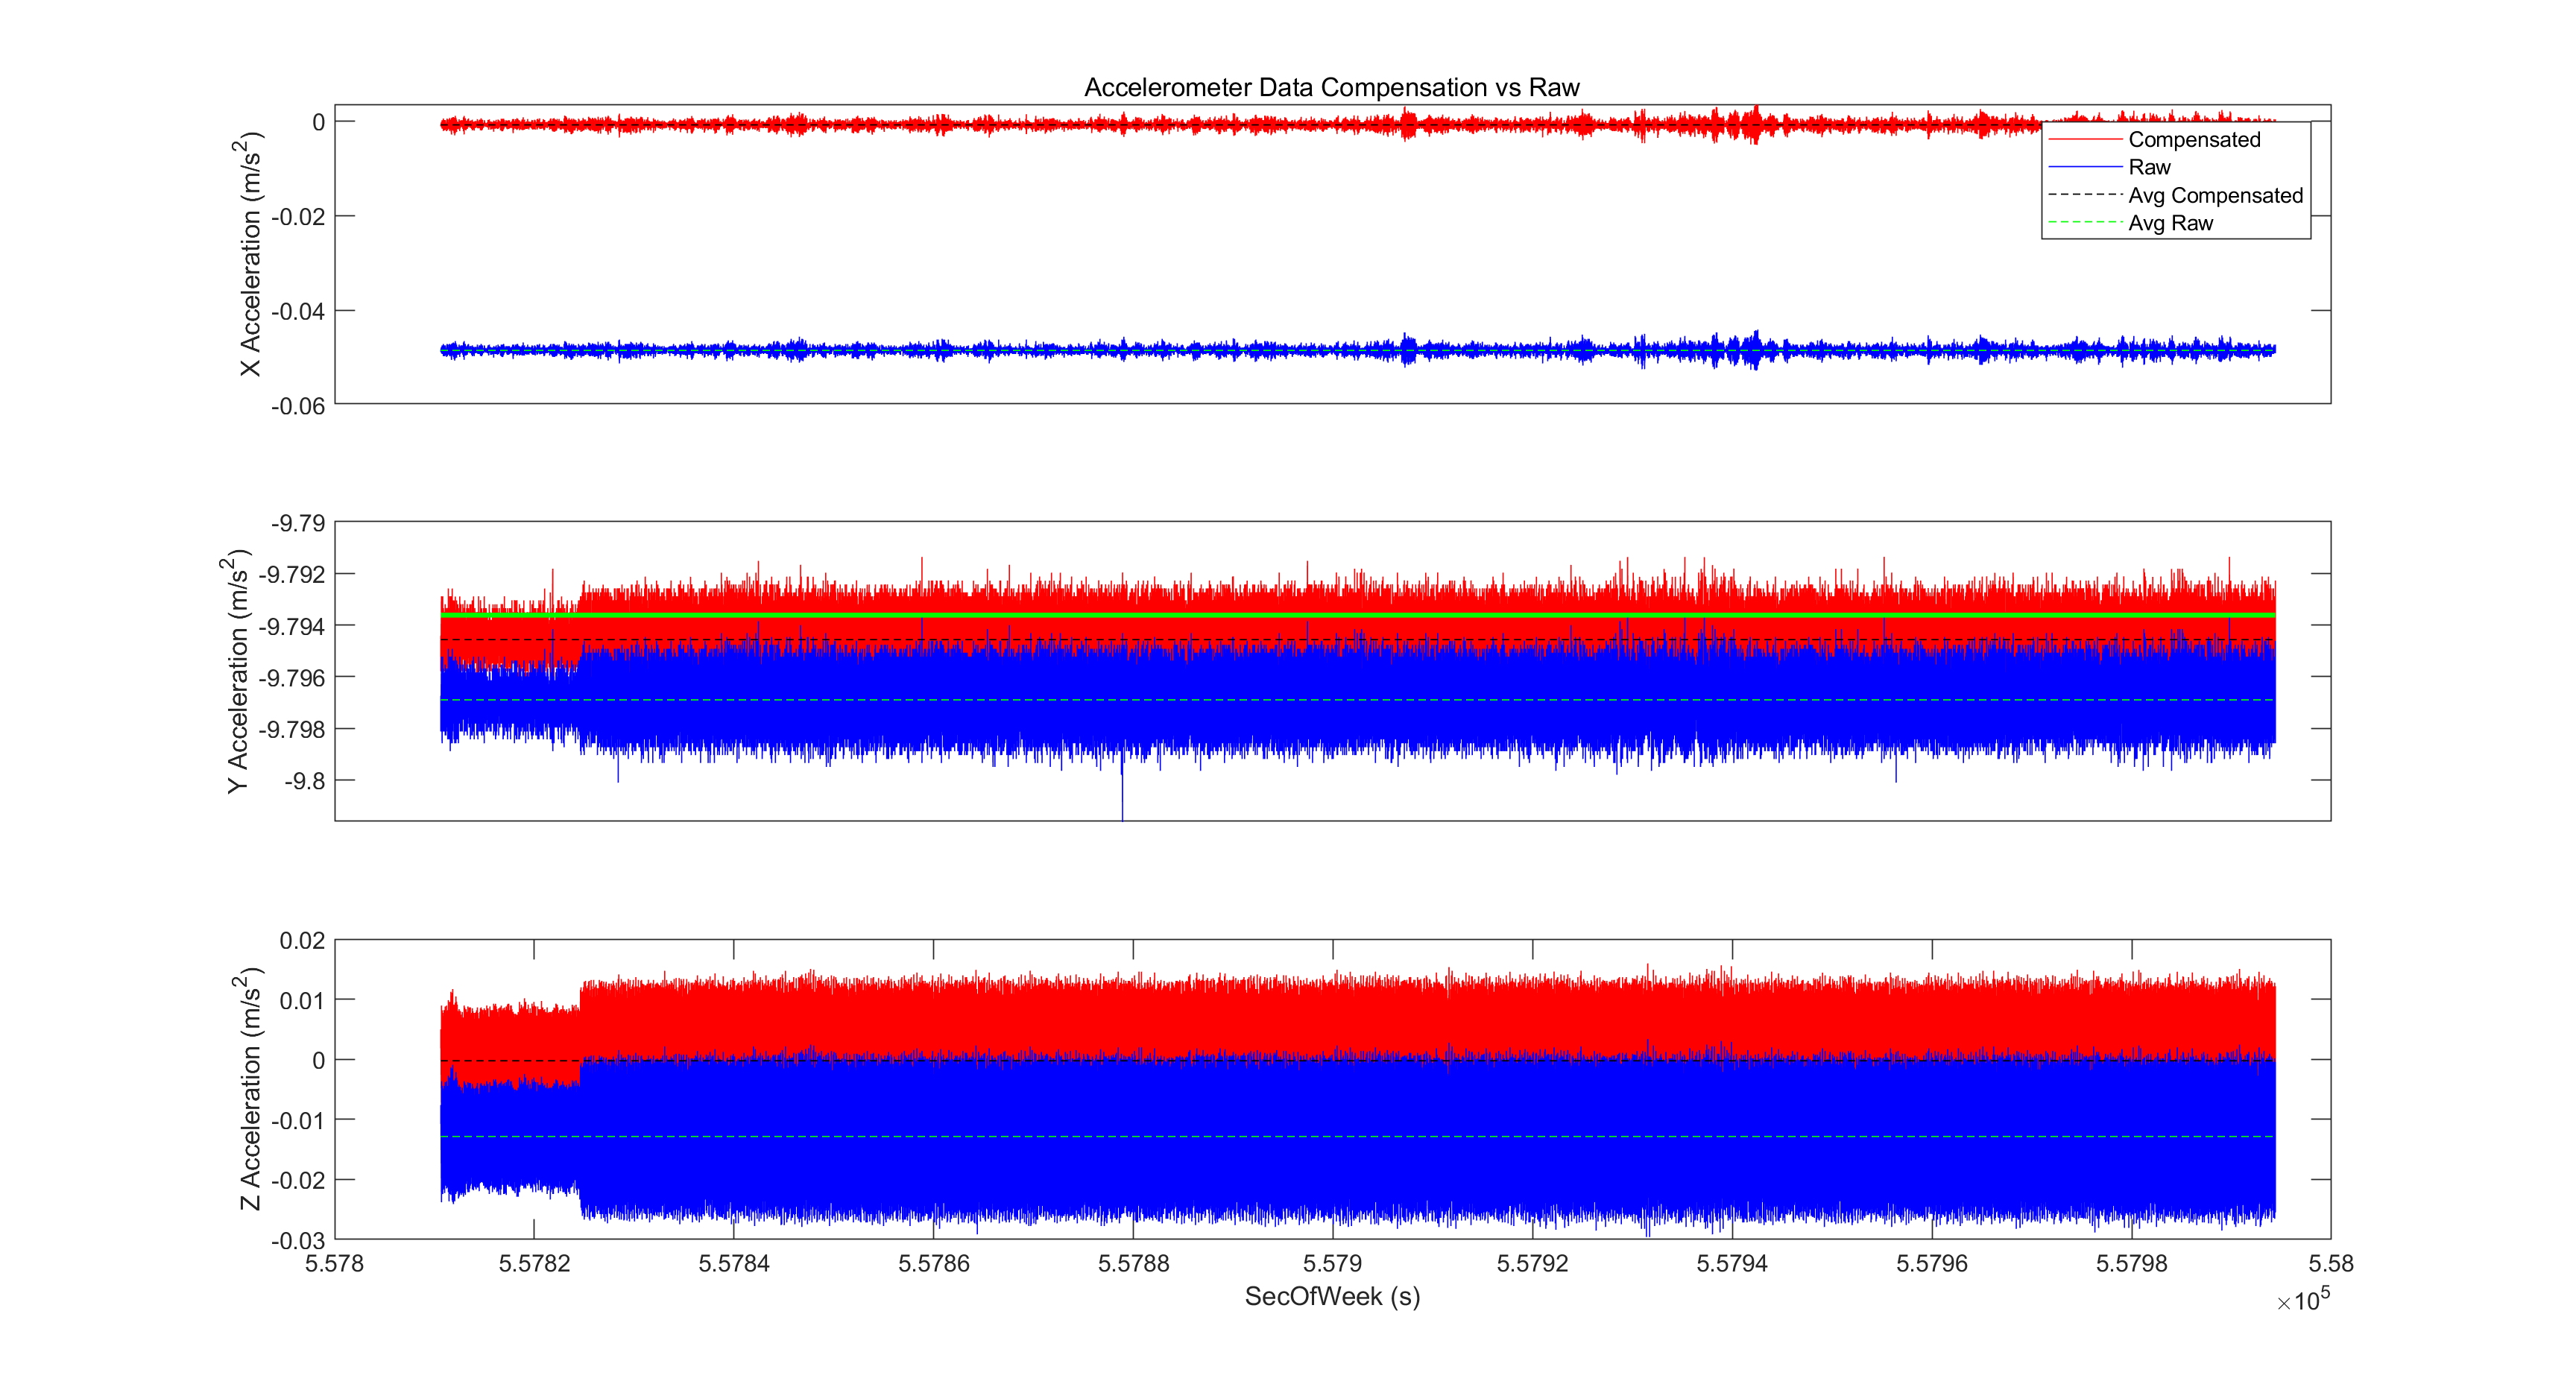 Accelerometer Data Compensation vs Raw
0
-0.02
-0.04
-0.06
X Acceleration (m/s²)
Compensated
Raw
Avg Compensated
Avg Raw
-9.79
-9.792
-9.794
-9.796
-9.798
-9.8
Y Acceleration (m/s²)
0.02
0.01
0
-0.01
-0.02
-0.03
Z Acceleration (m/s²)
5.578 5.5782 5.5784 5.5786 5.5788 5.579 5.5792 5.5794 5.5796 5.5798 5.58
SecOfWeek (s)
×10⁵